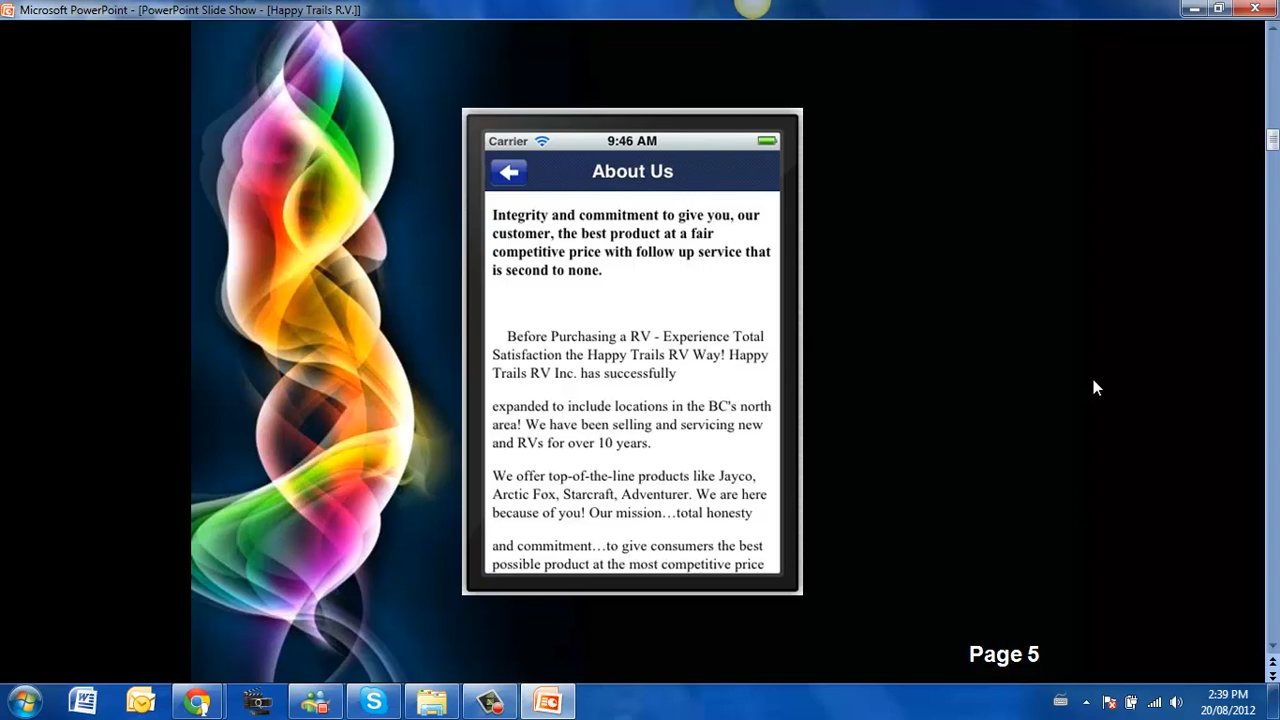 Microsoft PowerPoint - [PowerPoint Slide Show - [Happy Trails R.V.]]
Carrier 9:46 AM
About Us
Integrity and commitment to give you, our
customer, the best product at a fair
competitive price with follow up service that
is second to none.
Before Purchasing a RV - Experience Total
Satisfaction the Happy Trails RV Way! Happy
Trails RV Inc. has successfully
expanded to include locations in the BC's north
area! We have been selling and servicing new
and RVs for over 10 years.
We offer top-of-the-line products like Jayco,
Arctic Fox, Starcraft, Adventurer. We are here
because of you! Our mission…total honesty
and commitment…to give consumers the best
possible product at the most competitive price
Page 5
2:39 PM
20/08/2012